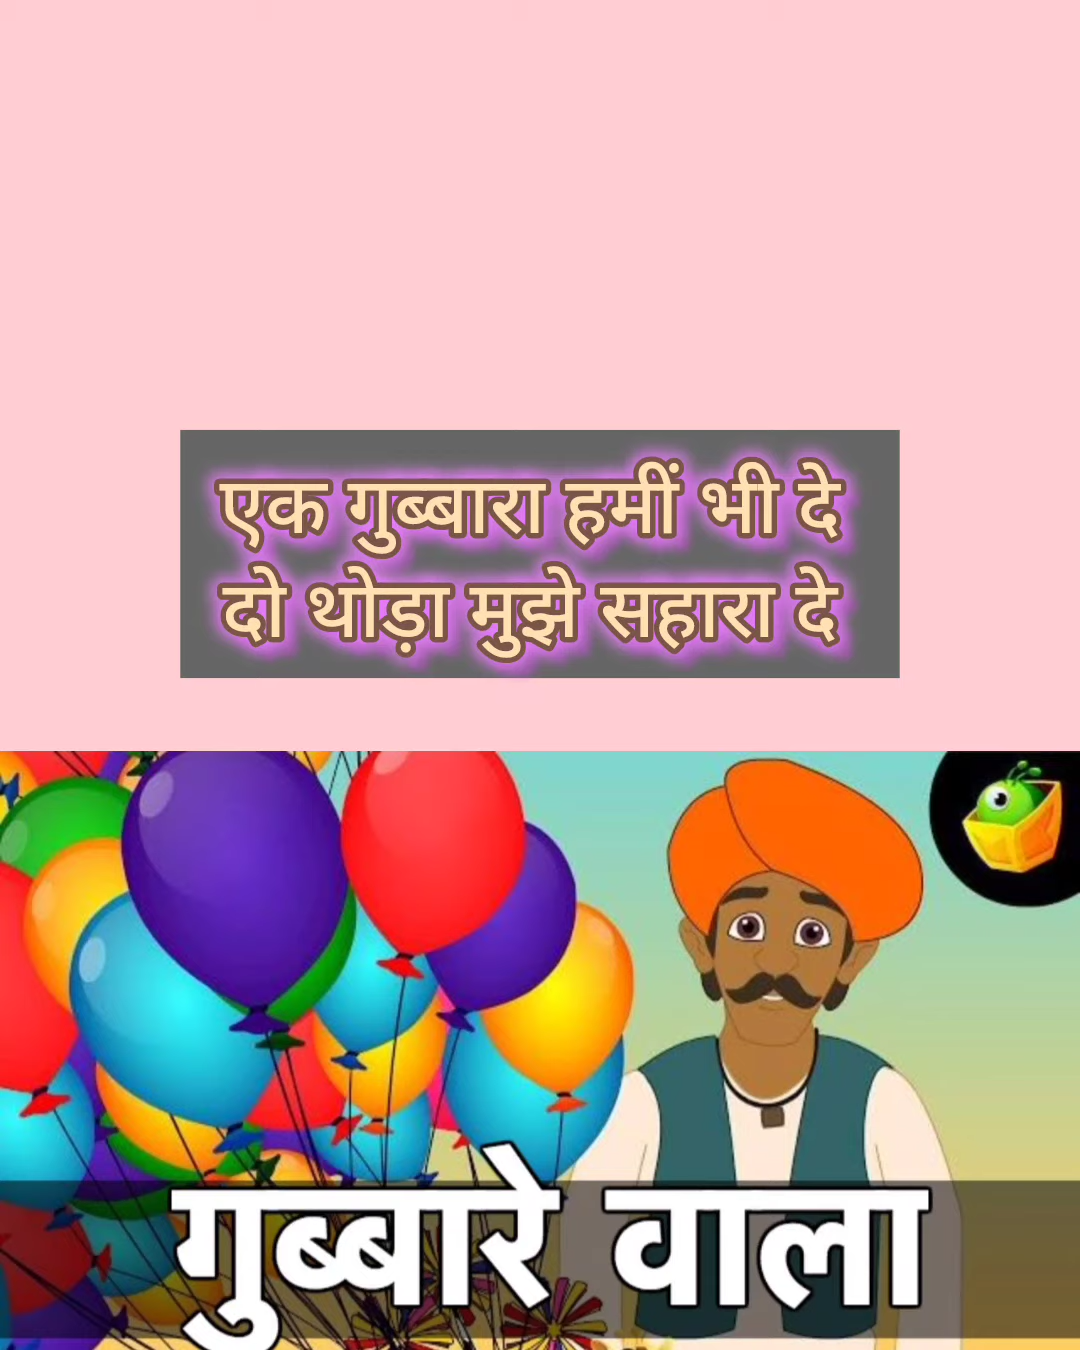 एक गुब्बारा हमीं भी दे
दो थोड़ा मुझे सहारा दे
गुब्बारे वाला